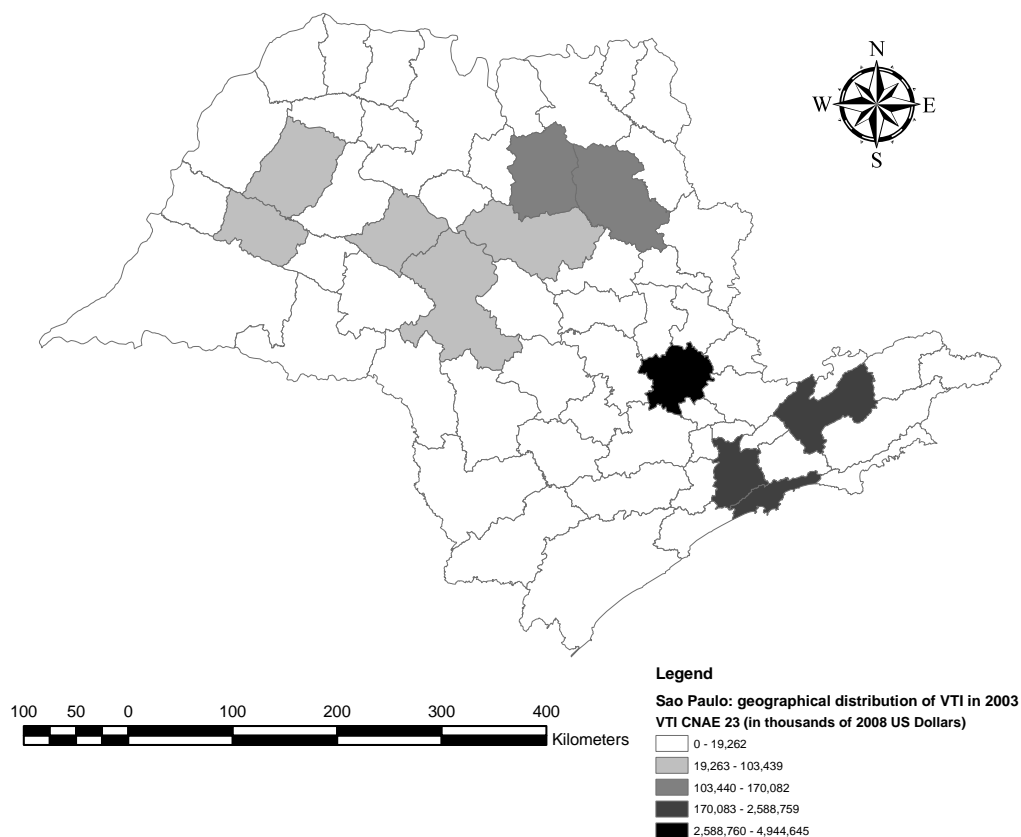 N
W E
S
100 50 0 100 200 300 400
Kilometers
Legend
Sao Paulo: geographical distribution of VTI in 2003
VTI CNAE 23 (in thousands of 2008 US Dollars)
0 - 19,262
19,263 - 103,439
103,440 - 170,082
170,083 - 2,588,759
2,588,760 - 4,944,645